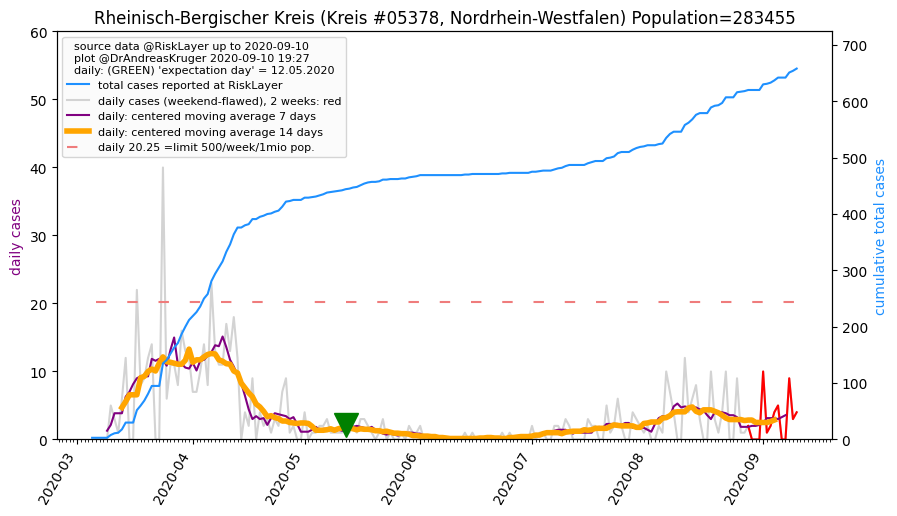 Rheinisch-Bergischer Kreis (Kreis #05378, Nordrhein-Westfalen) Population=283455
source data @RiskLayer up to 2020-09-10
plot @DrAndreasKruger 2020-09-10 19:27
daily: (GREEN) 'expectation day' = 12.05.2020
total cases reported at RiskLayer
daily cases (weekend-flawed), 2 weeks: red
daily: centered moving average 7 days
daily: centered moving average 14 days
daily 20.25 =limit 500/week/1mio pop.
daily cases
60
50
40
30
20
10
0
cumulative total cases
700
600
500
400
300
200
100
0
2020-03
2020-04
2020-05
2020-06
2020-07
2020-08
2020-09